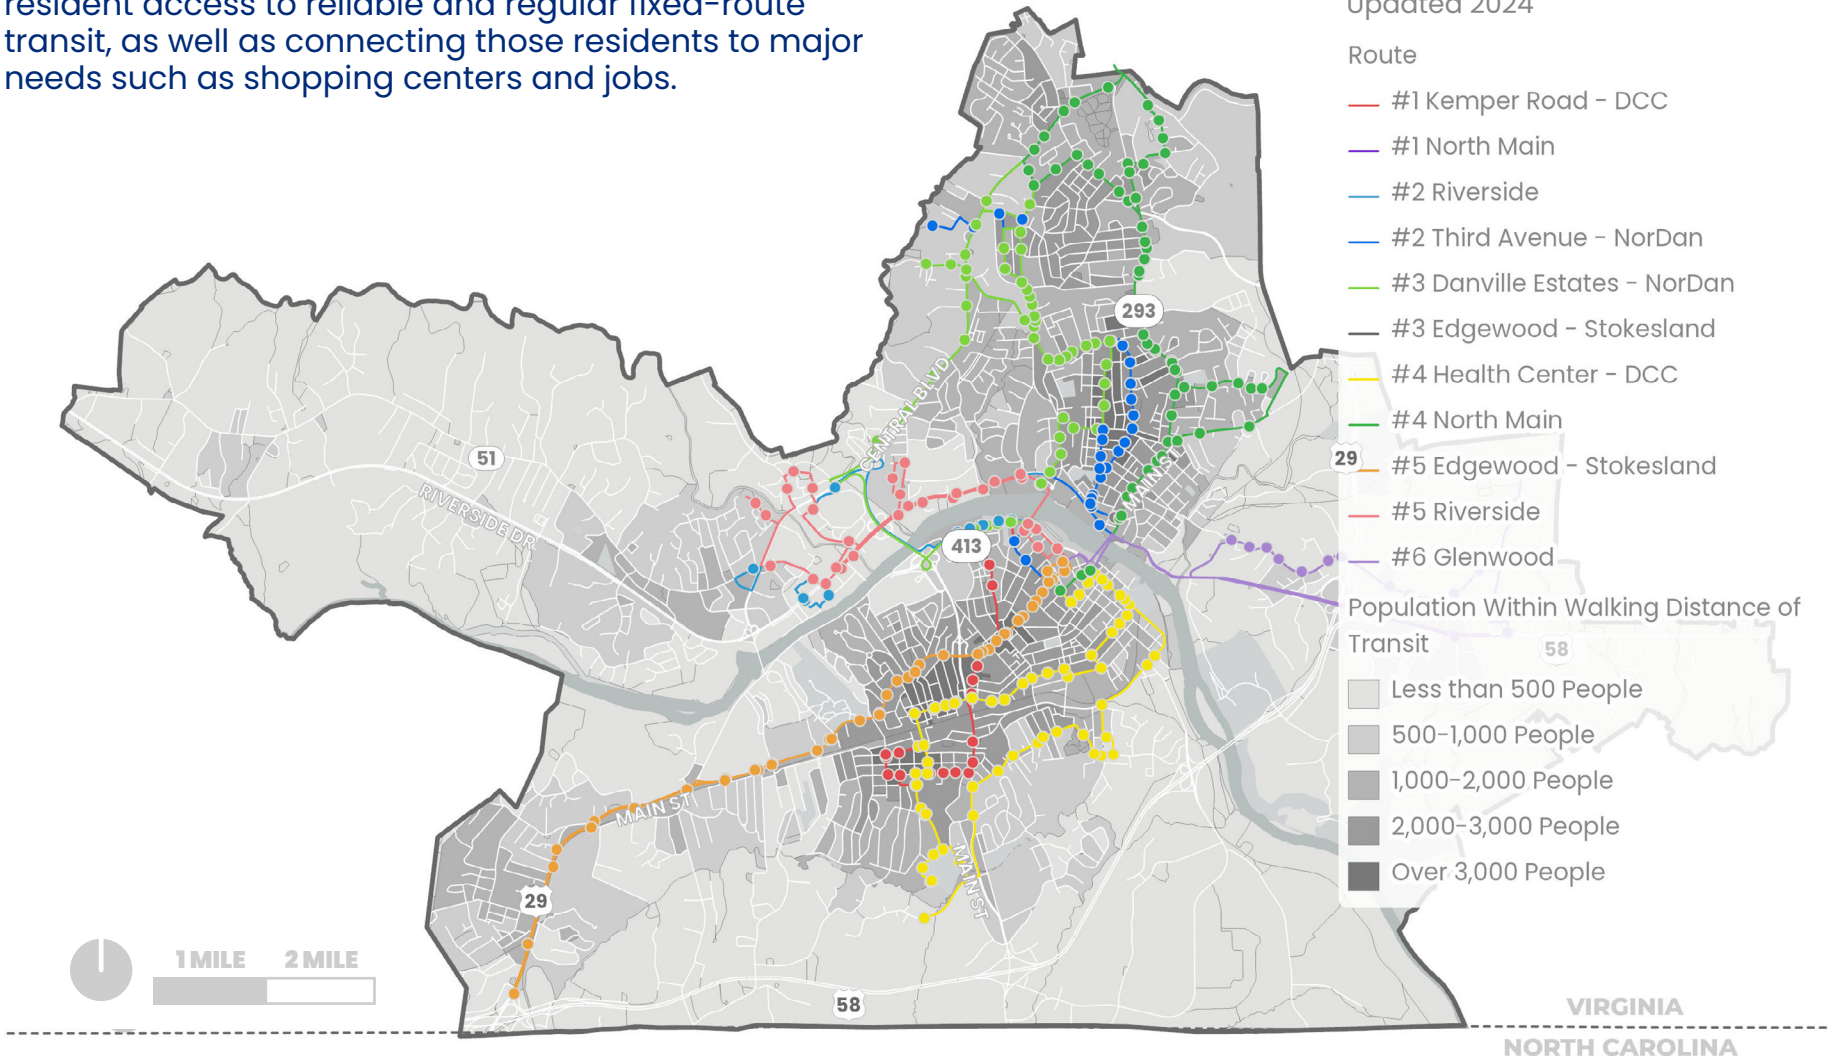 resident access to reliable and regular fixed-route
transit, as well as connecting those residents to major
needs such as shopping centers and jobs.
Updated 2024
Route
#1 Kemper Road - DCC
#1 North Main
#2 Riverside
#2 Third Avenue - NorDan
#3 Danville Estates - NorDan
#3 Edgewood - Stokesland
#4 Health Center - DCC
#4 North Main
#5 Edgewood - Stokesland
#5 Riverside
#6 Glenwood
Population Within Walking Distance of
Transit
Less than 500 People
500-1,000 People
1,000-2,000 People
2,000-3,000 People
Over 3,000 People
293
CENTRAL BLVD
51
RIVERSIDE DR.
29
MAIN ST
413
58
MAIN ST
MAIN ST
29
58
1 MILE 2 MILE
VIRGINIA
NORTH CAROLINA